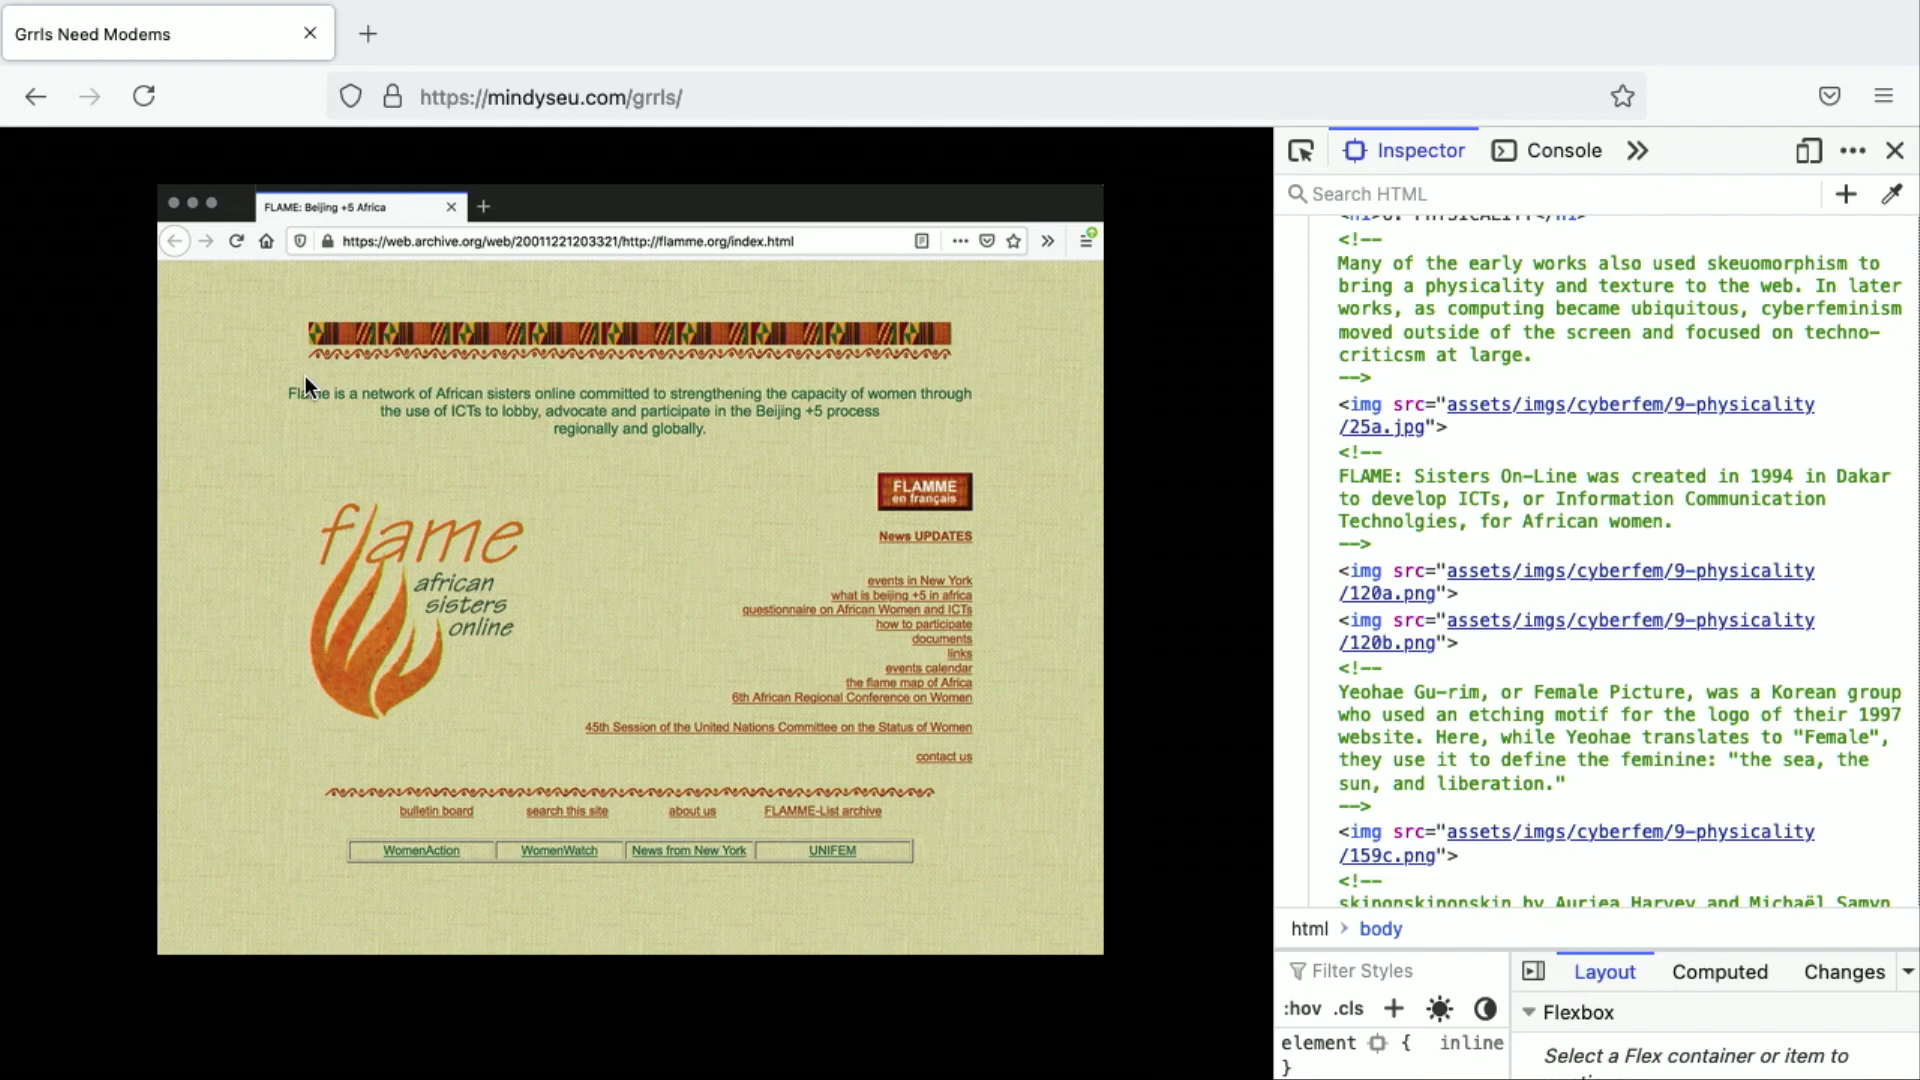 Grrls Need Modems
https://mindyseu.com/grrls/
FLAME: Beijing +5 Africa
https://web.archive.org/web/20011221203321/http://flamme.org/index.html
Flame is a network of African sisters online committed to strengthening the capacity of women through
the use of ICTs to lobby, advocate and participate in the Beijing +5 process
regionally and globally.
FLAMME
en français
News UPDATES
flame
african
sisters
online
events in New York
what is beijing +5 in africa
questionnaire on African Women and ICTs
how to participate
documents
links
events calendar
the flame map of Africa
6th African Regional Conference on Women
45th Session of the United Nations Committee on the Status of Women
contact us
bulletin board search this site about us FLAMME-List archive
WomenAction WomenWatch News from New York UNIFEM
Inspector Console
Search HTML
<!--
Many of the early works also used skeuomorphism to
bring a physicality and texture to the web. In later
works, as computing became ubiquitous, cyberfeminism
moved outside of the screen and focused on techno-
criticsm at large.
-->
<img src="assets/imgs/cyberfem/9-physicality
/25a.jpg">
<!--
FLAME: Sisters On-Line was created in 1994 in Dakar
to develop ICTs, or Information Communication
Technolgies, for African women.
-->
<img src="assets/imgs/cyberfem/9-physicality
/120a.png">
<img src="assets/imgs/cyberfem/9-physicality
/120b.png">
<!--
Yeohae Gu-rim, or Female Picture, was a Korean group
who used an etching motif for the logo of their 1997
website. Here, while Yeohae translates to "Female",
they use it to define the feminine: "the sea, the
sun, and liberation."
-->
<img src="assets/imgs/cyberfem/9-physicality
/159c.png">
<!--
skinonskinonskin by Auriea Harvey and Michaël Samyn
html > body
Filter Styles
Layout Computed Changes
:hov .cls +
Flexbox
element { inline
}
Select a Flex container or item to